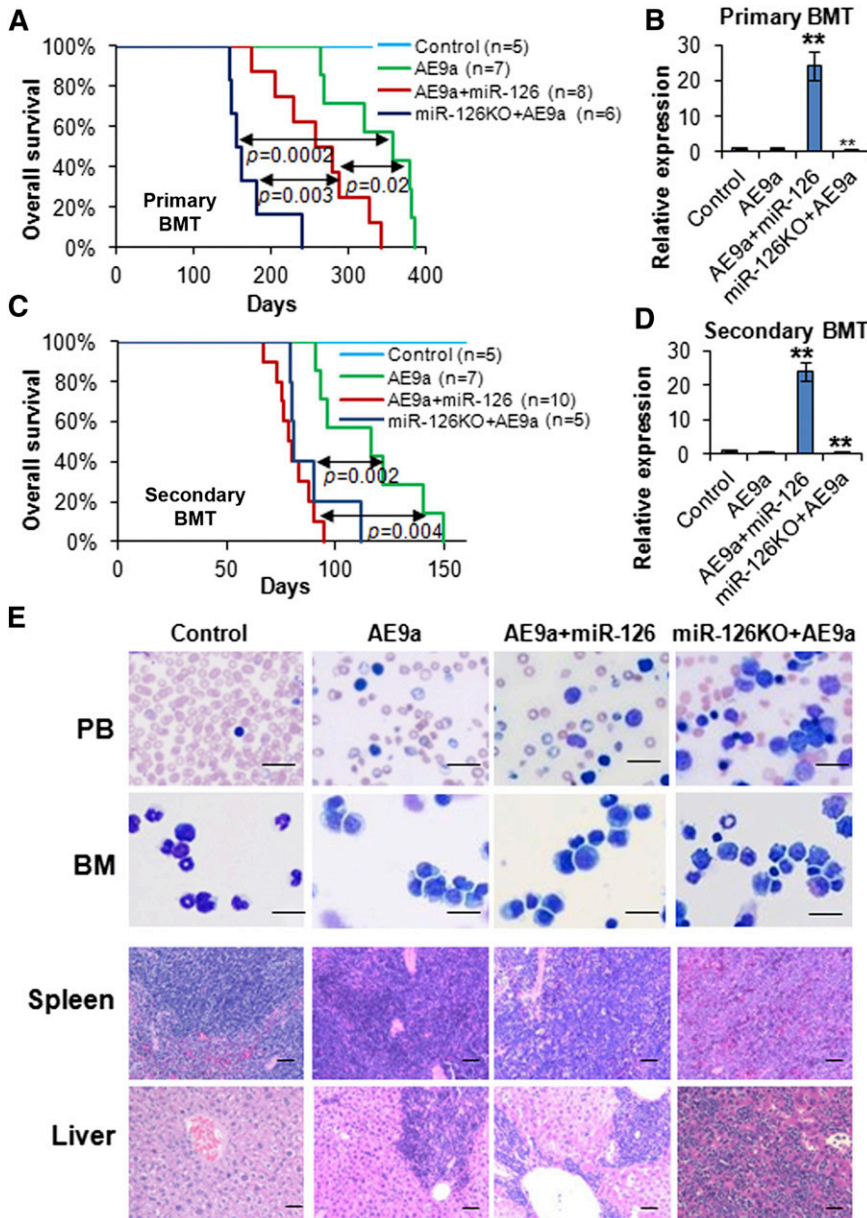 A
100%
80%
60%
40%
20%
0%
Overall survival
Control (n=5)
AE9a (n=7)
AE9a+miR-126 (n=8)
miR-126KO+AE9a (n=6)
p=0.0002
p=0.003
p=0.02
Primary
BMT
0
100
200
300
400
Days
B
Primary BMT
**
**
30
20
10
0
Relative expression
Control
AE9a
AE9a+miR-126
miR-126KO+AE9a
C
100%
80%
60%
40%
20%
0%
Overall survival
Control (n=5)
AE9a (n=7)
AE9a+miR-126 (n=10)
miR-126KO+AE9a (n=5)
p=0.002
p=0.004
Secondary
BMT
0
50
100
150
Days
D
Secondary BMT
**
**
30
20
10
0
Relative expression
Control
AE9a
AE9a+miR-126
miR-126KO+AE9a
E
Control
AE9a
AE9a+miR-126
miR-126KO+AE9a
PB
BM
Spleen
Liver